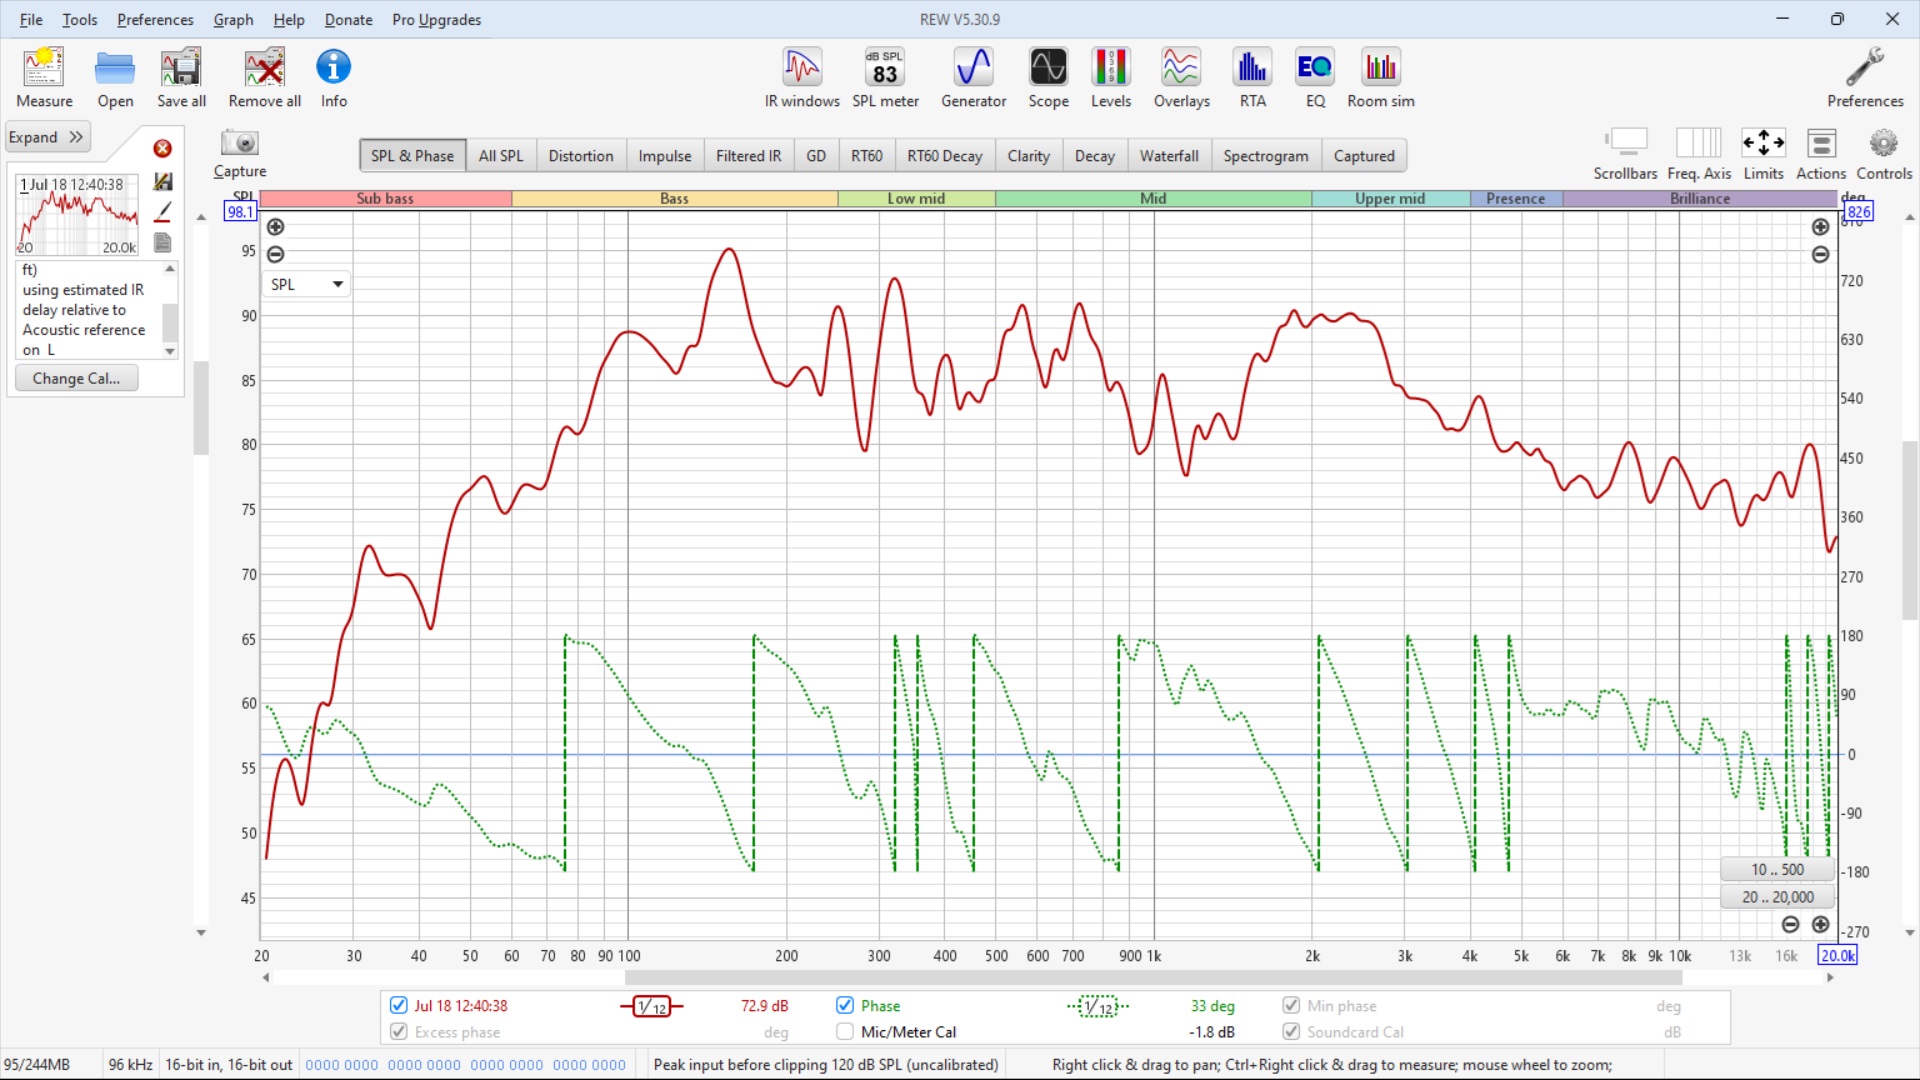 File Tools Preferences Graph Help Donate Pro Upgrades REW V5.30.9
dB SPL
83
EQ
Measure Open Save all Remove all Info IR windows SPL meter Generator Scope Levels Overlays RTA EQ Room sim Preferences
Expand
Capture
SPL & Phase All SPL Distortion Impulse Filtered IR GD RT60 RT60 Decay Clarity Decay Waterfall Spectrogram Captured
Scrollbars Freq. Axis Limits Actions Controls
1 Jul 18 12:40:38
20 20.0k
ft)
using estimated IR
delay relative to
Acoustic reference
on L
Change Cal...
SPL Sub bass Bass Low mid Mid Upper mid Presence Brilliance deg
98.1 826
810
95
SPL 720
90
630
85
540
80
450
75
360
70
270
65 180
60 90
55 0
50 -90
10 .. 500 -180
45 20 .. 20,000
-270
20 30 40 50 60 70 80 90 100 200 300 400 500 600 700 900 1k 2k 3k 4k 5k 6k 7k 8k 9k 10k 13k 16k 20.0k
Jul 18 12:40:38 1/12 72.9 dB Phase 1/12 33 deg Min phase deg
Excess phase deg Mic/Meter Cal -1.8 dB Soundcard Cal dB
95/244MB 96 kHz 16-bit in, 16-bit out 0000 0000 0000 0000 0000 0000 0000 0000 Peak input before clipping 120 dB SPL (uncalibrated) Right click & drag to pan; Ctrl+Right click & drag to measure; mouse wheel to zoom;